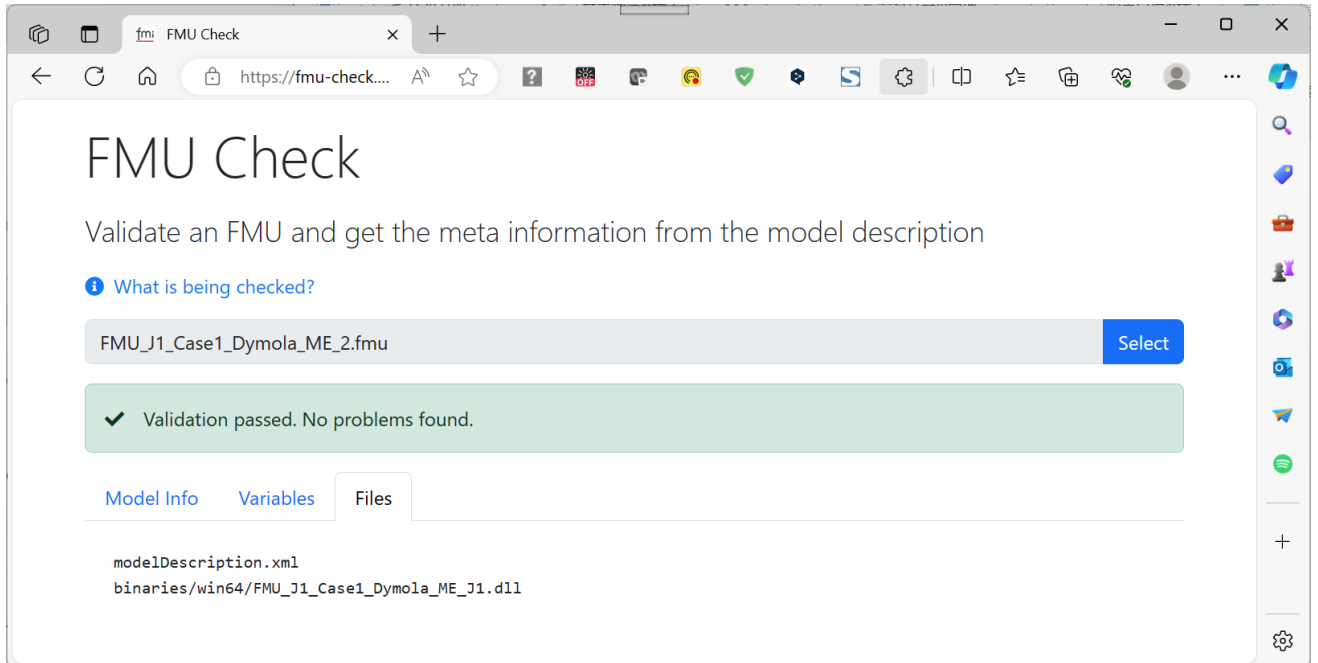 fmi FMU Check
https://fmu-check....
OFF
FMU Check
Validate an FMU and get the meta information from the model description
What is being checked?
FMU_J1_Case1_Dymola_ME_2.fmu
Select
Validation passed. No problems found.
Model Info Variables Files
modelDescription.xml
binaries/win64/FMU_J1_Case1_Dymola_ME_J1.dll